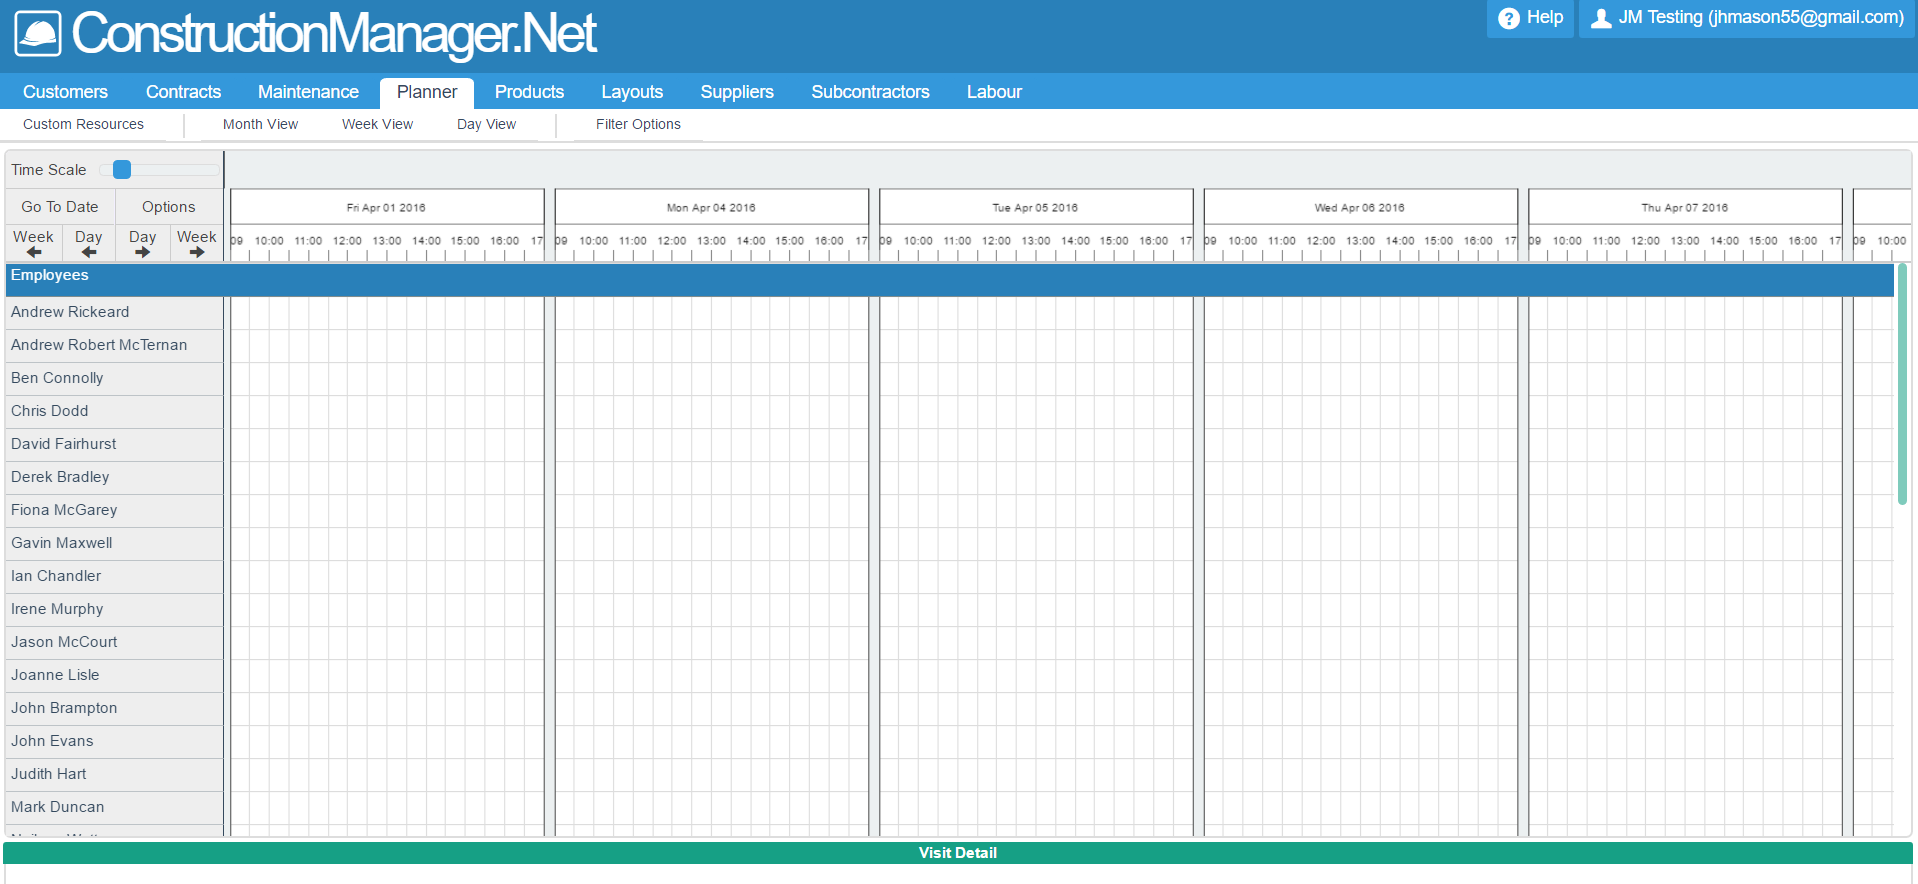 ConstructionManager.Net
Help
JM Testing (jhmason55@gmail.com)
Customers Contracts Maintenance Planner Products Layouts Suppliers Subcontractors Labour
Custom Resources Month View Week View Day View Filter Options
Time Scale
Go To Date Options
Fri Apr 01 2016 Mon Apr 04 2016 Tue Apr 05 2016 Wed Apr 06 2016 Thu Apr 07 2016
Week Day Day Week
09 10:00 11:00 12:00 13:00 14:00 15:00 16:00 17 09 10:00 11:00 12:00 13:00 14:00 15:00 16:00 17 09 10:00 11:00 12:00 13:00 14:00 15:00 16:00 17 09 10:00 11:00 12:00 13:00 14:00 15:00 16:00 17 09 10:00 11:00 12:00 13:00 14:00 15:00 16:00 17 09 10:00
Employees
Andrew Rickeard
Andrew Robert McTernan
Ben Connolly
Chris Dodd
David Fairhurst
Derek Bradley
Fiona McGarey
Gavin Maxwell
Ian Chandler
Irene Murphy
Jason McCourt
Joanne Lisle
John Brampton
John Evans
Judith Hart
Mark Duncan
Visit Detail